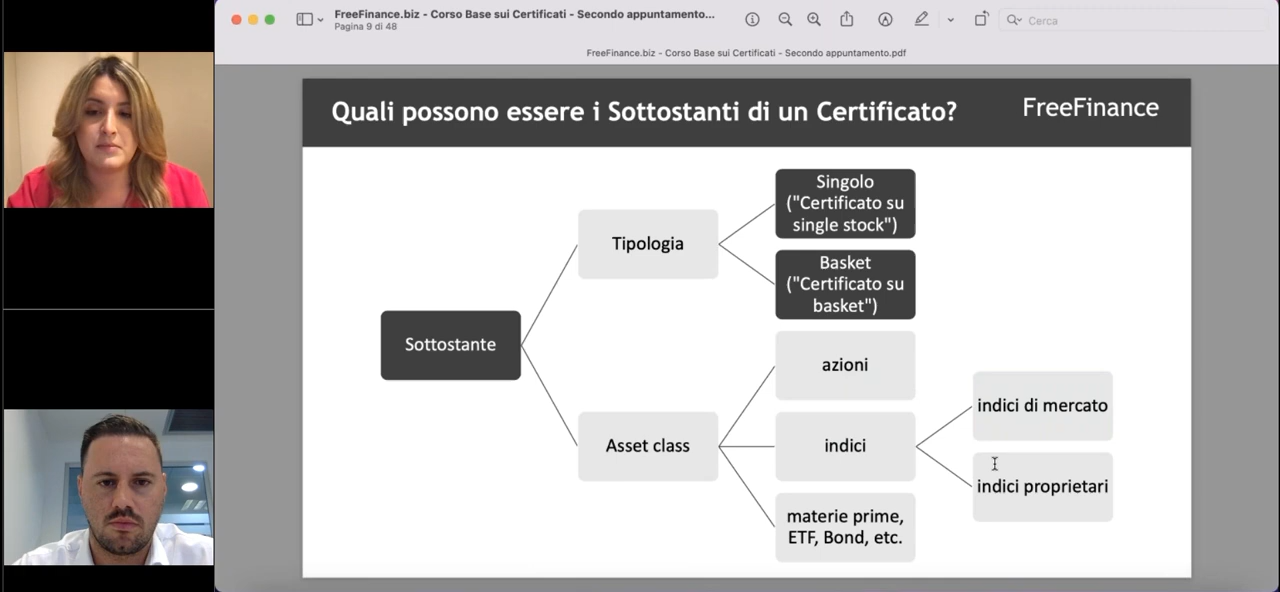 FreeFinance.biz - Corso Base sui Certificati - Secondo appuntamento...
Pagina 9 di 48
Cerca
FreeFinance.biz - Corso Base sui Certificati - Secondo appuntamento.pdf
Quali possono essere i Sottostanti di un Certificato?
FreeFinance
Singolo
("Certificato su
single stock")
Tipologia
Basket
("Certificato su
basket")
Sottostante
azioni
indici di mercato
Asset class
indici
indici proprietari
materie prime,
ETF, Bond, etc.